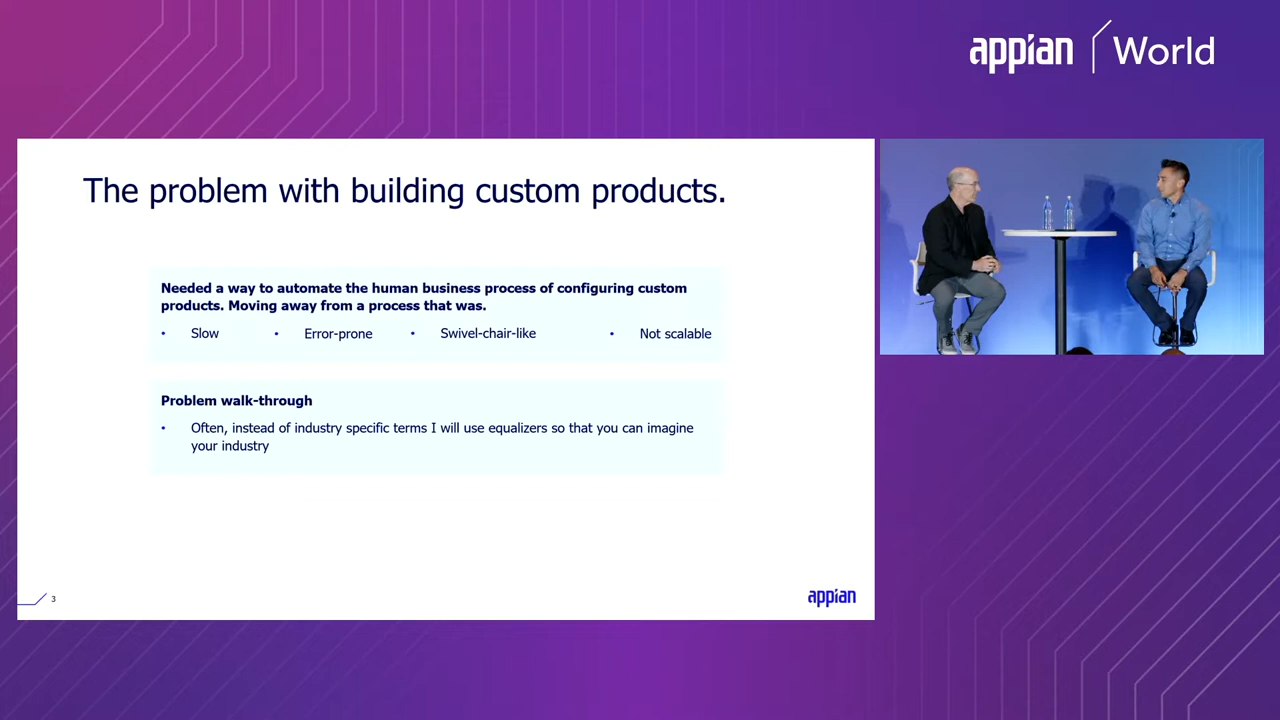 appian World
The problem with building custom products.
Needed a way to automate the human business process of configuring custom
products. Moving away from a process that was.
• Slow • Error-prone • Swivel-chair-like • Not scalable
Problem walk-through
• Often, instead of industry specific terms I will use equalizers so that you can imagine
your industry
3
appian